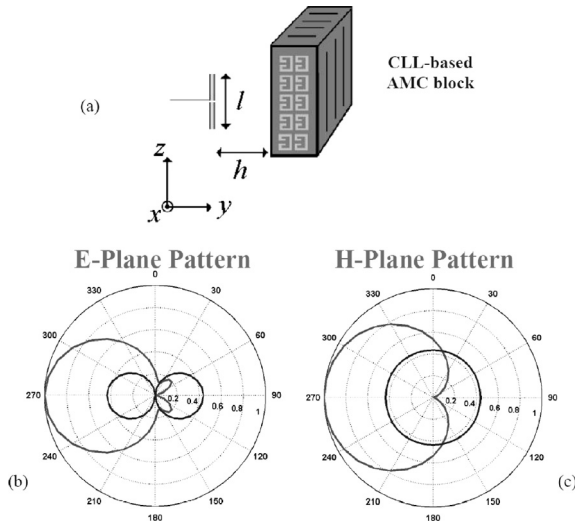 CLL-based
AMC block
(a)
l
h
z
x
y
E-Plane Pattern
H-Plane Pattern
0
30
60
90
120
150
180
210
240
270
300
330
0.2
0.4
0.6
0.8
1
(b)
0
30
60
90
120
150
180
210
240
270
300
330
0.2
0.4
0.6
0.8
1
(c)